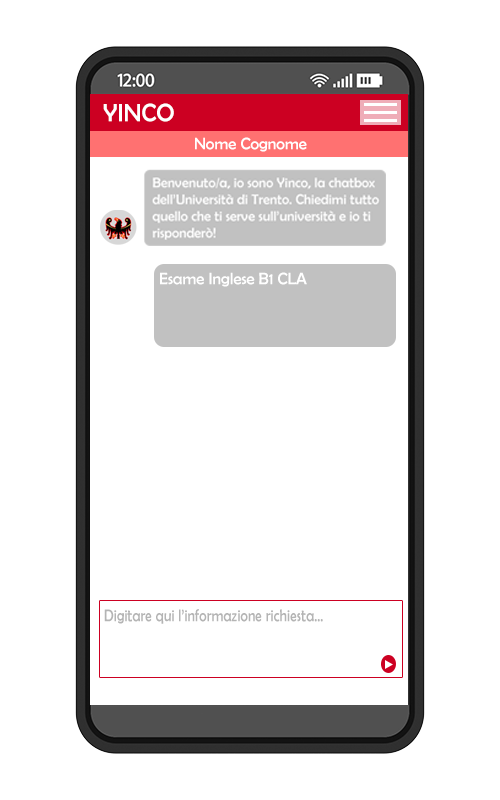 12:00
YINCO
Nome Cognome
Benvenuto/a, io sono Yinco, la chatbox
dell'Università di Trento. Chiedimi tutto
quello che ti serve sull'università e io ti
risponderò!
Esame Inglese B1 CLA
Digitare qui l'informazione richiesta...